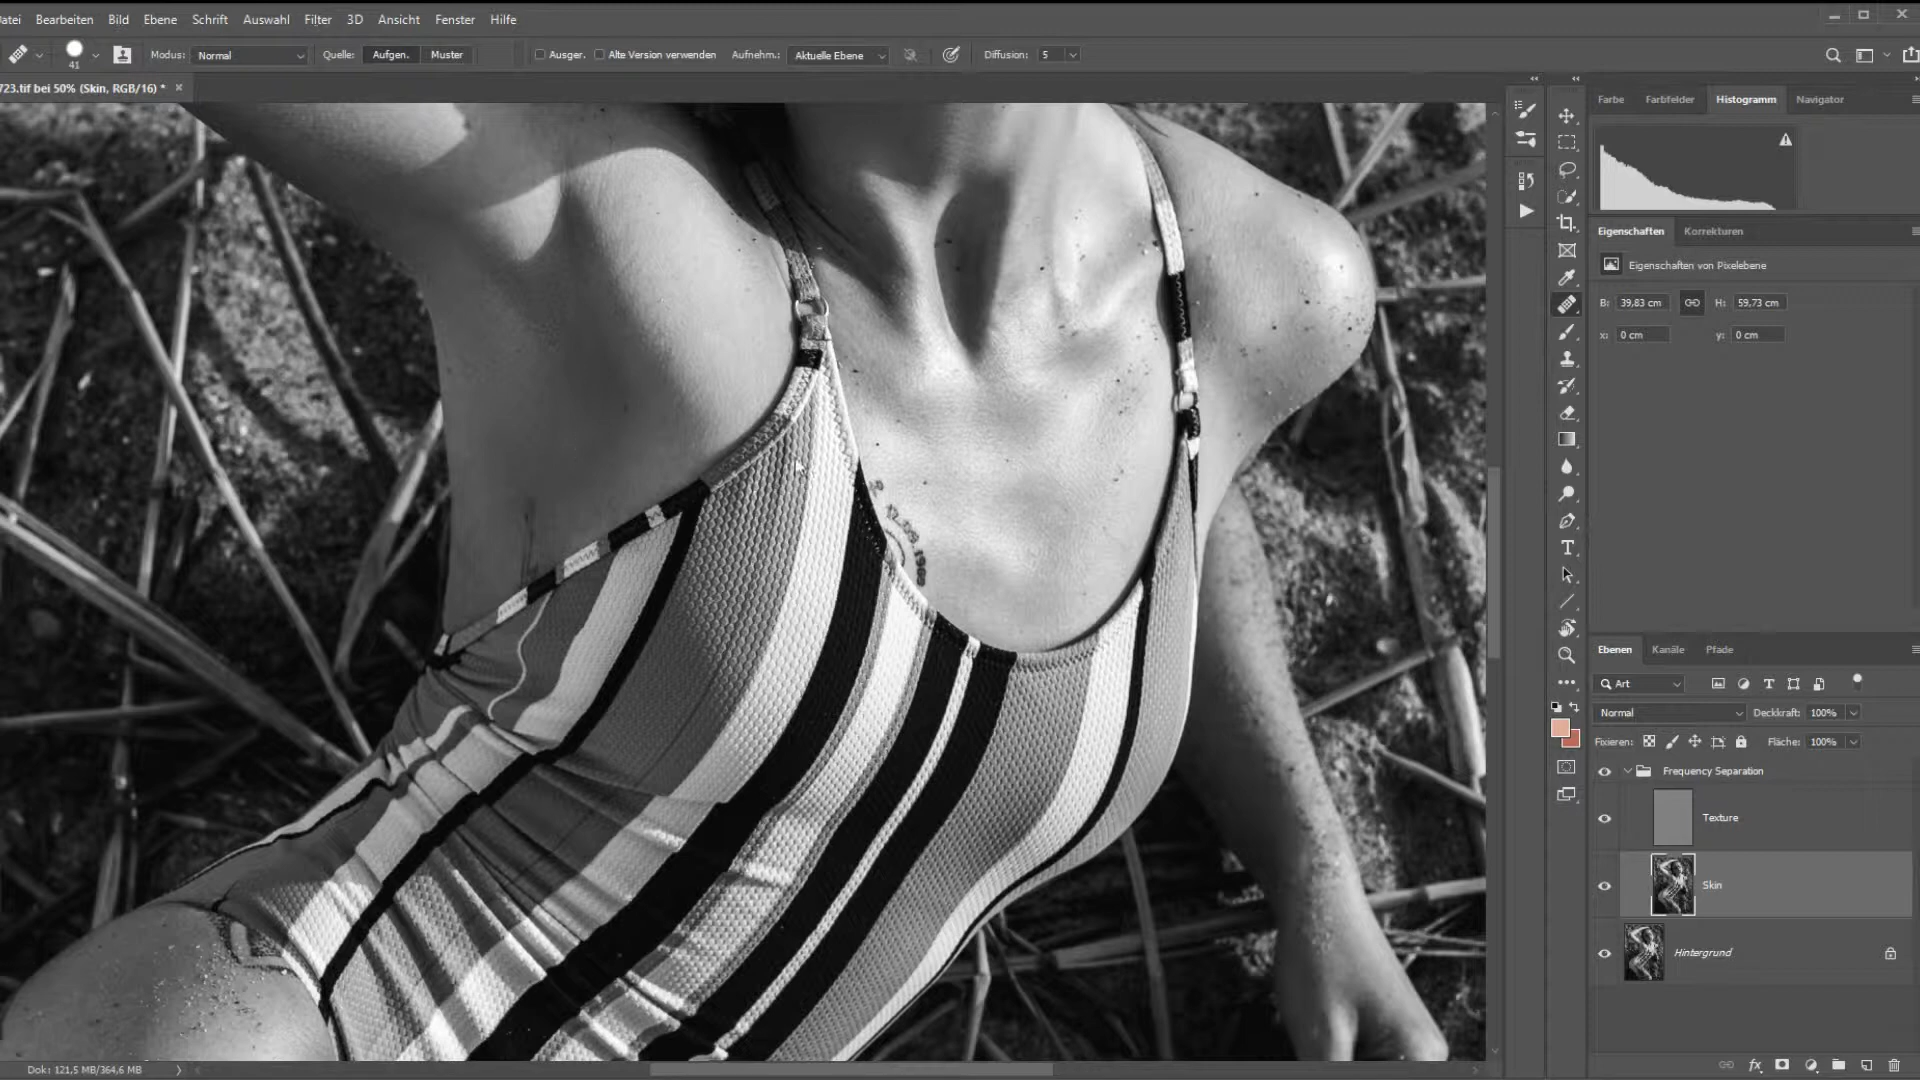 Datei Bearbeiten Bild Ebene Schrift Auswahl Filter 3D Ansicht Fenster Hilfe
41 Modus: Normal Quelle: Aufgen. Muster Ausger. Alte Version verwenden Aufnehm.: Aktuelle Ebene Diffusion: 5
723.tif bei 50% (Skin, RGB/16) *
Farbe Farbfelder Histogramm Navigator
Eigenschaften Korrekturen
Eigenschaften von Pixelebene
B: 39,83 cm H: 59,73 cm
x: 0 cm y: 0 cm
Ebenen Kanäle Pfade
Art
Normal Deckkraft: 100%
Fixieren: Fläche: 100%
Frequency Separation
Texture
Skin
Hintergrund
Dok: 121,5 MB/364,6 MB